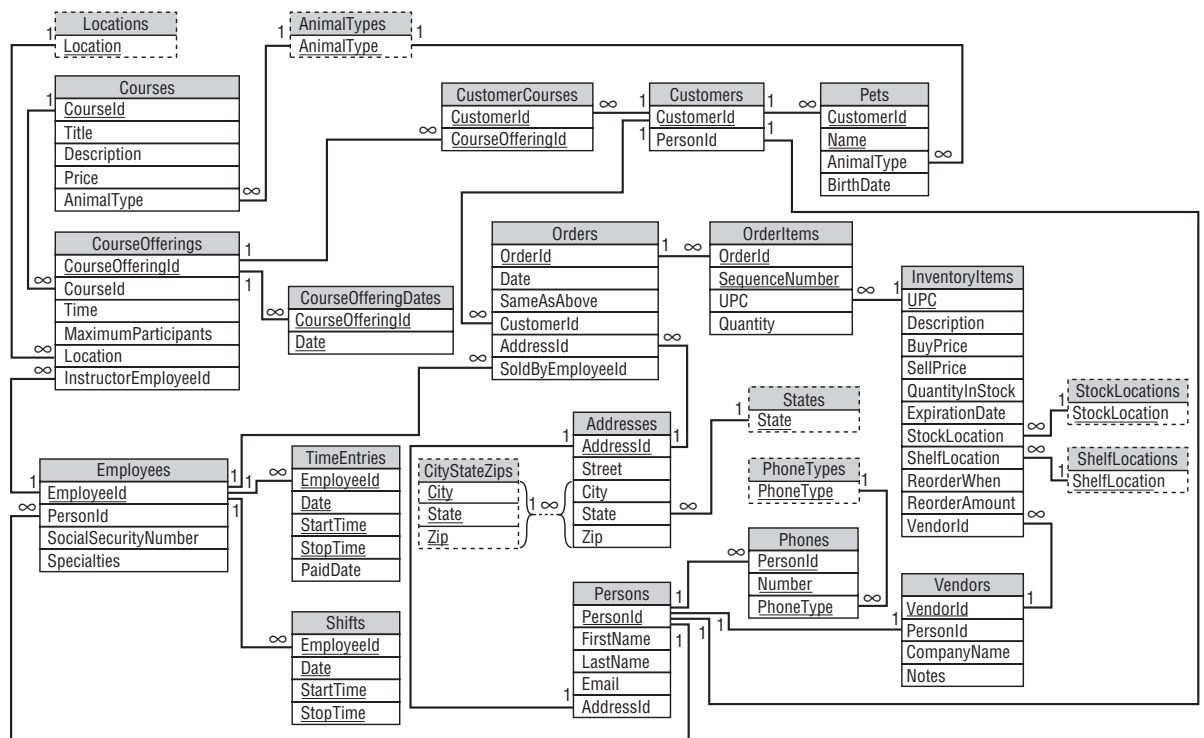 Locations
Location
AnimalTypes
AnimalType
Courses
CourseId
Title
Description
Price
AnimalType
CustomerCourses
CustomerId
CourseOfferingId
Customers
CustomerId
PersonId
Pets
CustomerId
Name
AnimalType
BirthDate
CourseOfferings
CourseOfferingId
CourseId
Time
MaximumParticipants
Location
InstructorEmployeeId
CourseOfferingDates
CourseOfferingId
Date
Orders
OrderId
Date
SameAsAbove
CustomerId
AddressId
SoldByEmployeeId
OrderItems
OrderId
SequenceNumber
UPC
Quantity
InventoryItems
UPC
Description
BuyPrice
SellPrice
QuantityInStock
ExpirationDate
StockLocation
ShelfLocation
ReorderWhen
ReorderAmount
VendorId
StockLocations
StockLocation
ShelfLocations
ShelfLocation
Employees
EmployeeId
PersonId
SocialSecurityNumber
Specialties
TimeEntries
EmployeeId
Date
StartTime
StopTime
PaidDate
CityStateZips
City
State
Zip
Addresses
AddressId
Street
City
State
Zip
States
State
PhoneTypes
PhoneType
Phones
PersonId
Number
PhoneType
Shifts
EmployeeId
Date
StartTime
StopTime
Persons
PersonId
FirstName
LastName
Email
AddressId
Vendors
VendorId
PersonId
CompanyName
Notes